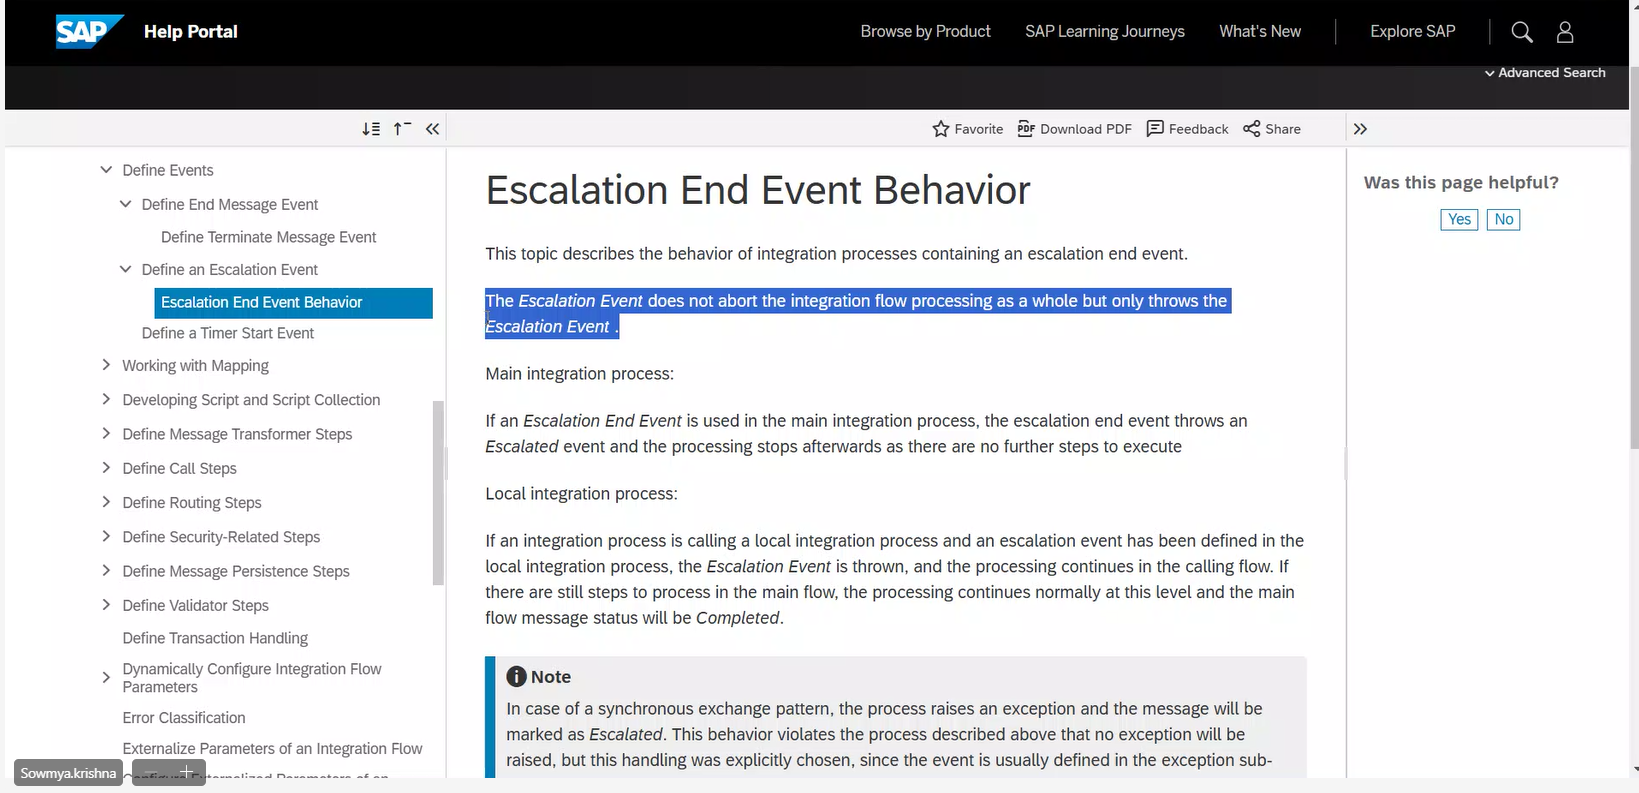 SAP Help Portal
Browse by Product
SAP Learning Journeys
What's New
Explore SAP
Advanced Search
Favorite
PDF Download PDF
Feedback
Share
Define Events
Define End Message Event
Define Terminate Message Event
Define an Escalation Event
Escalation End Event Behavior
Define a Timer Start Event
Working with Mapping
Developing Script and Script Collection
Define Message Transformer Steps
Define Call Steps
Define Routing Steps
Define Security-Related Steps
Define Message Persistence Steps
Define Validator Steps
Define Transaction Handling
Dynamically Configure Integration Flow
Parameters
Error Classification
Externalize Parameters of an Integration Flow
Externalized Parameters of an
Sowmya.krishna
Escalation End Event Behavior
This topic describes the behavior of integration processes containing an escalation end event.
The Escalation Event does not abort the integration flow processing as a whole but only throws the
Escalation Event .
Main integration process:
If an Escalation End Event is used in the main integration process, the escalation end event throws an
Escalated event and the processing stops afterwards as there are no further steps to execute
Local integration process:
If an integration process is calling a local integration process and an escalation event has been defined in the
local integration process, the Escalation Event is thrown, and the processing continues in the calling flow. If
there are still steps to process in the main flow, the processing continues normally at this level and the main
flow message status will be Completed.
Note
In case of a synchronous exchange pattern, the process raises an exception and the message will be
marked as Escalated. This behavior violates the process described above that no exception will be
raised, but this handling was explicitly chosen, since the event is usually defined in the exception sub-
Was this page helpful?
Yes
No